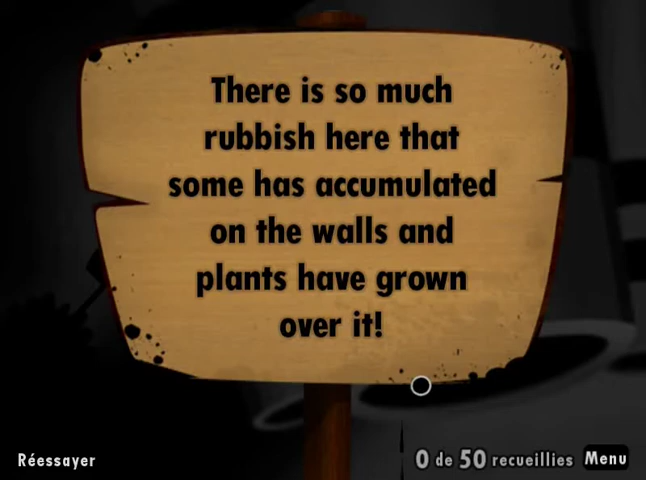 There is so much
rubbish here that
some has accumulated
on the walls and
plants have grown
over it!
Réessayer
0 de 50 recueillies Menu